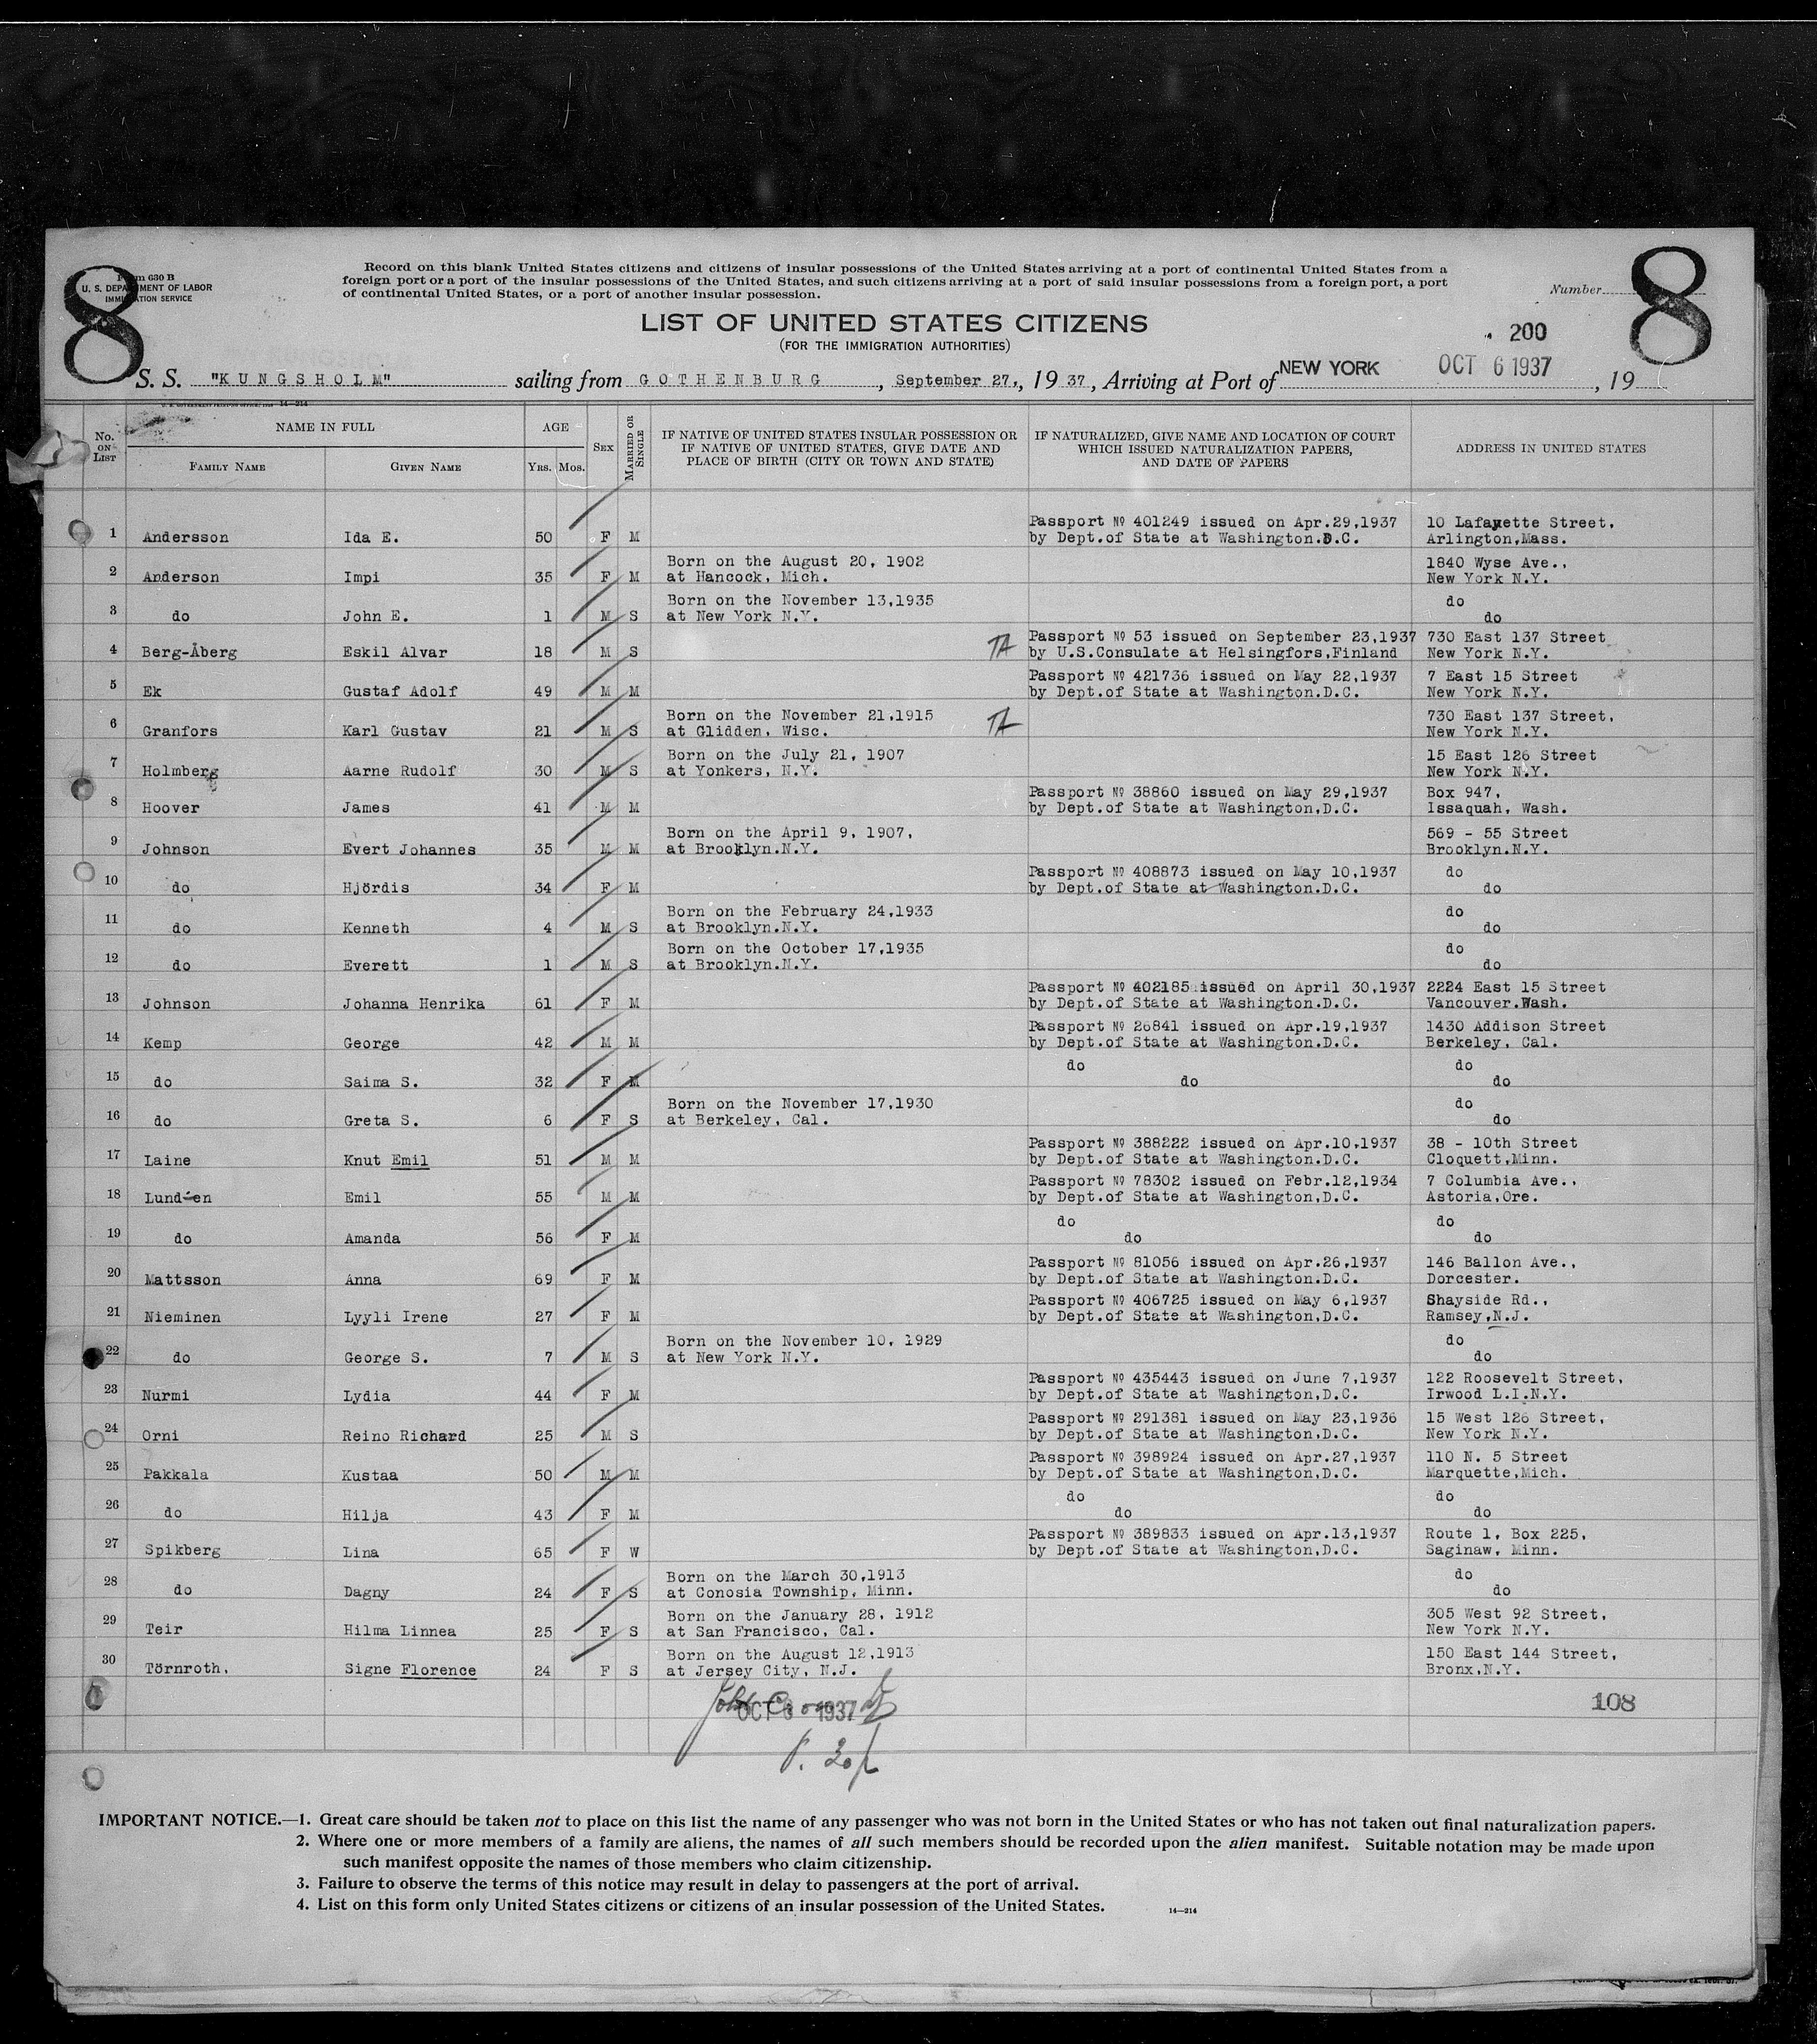 8
8
Form 630 B
U. S. DEPARTMENT OF LABOR
IMMIGRATION SERVICE
Record on this blank United States citizens and citizens of insular possessions of the United States arriving at a port of continental United States from a
foreign port or a port of the insular possessions of the United States, and such citizens arriving at a port of said insular possessions from a foreign port, a port
of continental United States, or a port of another insular possession.
Number
LIST OF UNITED STATES CITIZENS
(FOR THE IMMIGRATION AUTHORITIES)
200
S. S. "KUNGSHOLM" sailing from GOTHENBURG, September 27, 1937, Arriving at Port of NEW YORK OCT 6 1937, 19
14—214
No. ON LIST NAME IN FULL AGE SEX MARRIED OR SINGLE IF NATIVE OF UNITED STATES INSULAR POSSESSION OR IF NATIVE OF UNITED STATES, GIVE DATE AND PLACE OF BIRTH (CITY OR TOWN AND STATE) IF NATURALIZED, GIVE NAME AND LOCATION OF COURT WHICH ISSUED NATURALIZATION PAPERS, AND DATE OF PAPERS ADDRESS IN UNITED STATES
FAMILY NAME GIVEN NAME YRS. MOS.
Passport No 401249 issued on Apr.29,1937 10 Lafayette Street,
1 Andersson Ida E. 50 F M by Dept.of State at Washington.D.C. Arlington,Mass.
Born on the August 20, 1902 1840 Wyse Ave.,
2 Anderson Impi 35 F M at Hancock, Mich. New York N.Y.
Born on the November 13,1935 do
3 do John E. 1 M S at New York N.Y. do
TA Passport No 53 issued on September 23,1937 730 East 137 Street
4 Berg-Åberg Eskil Alvar 18 M S by U.S.Consulate at Helsingfors,Finland New York N.Y.
Passport No 421736 issued on May 22,1937 7 East 15 Street
5 Ek Gustaf Adolf 49 M M by Dept.of State at Washington.D.C. New York N.Y.
Born on the November 21,1915 TA 730 East 137 Street,
6 Granfors Karl Gustav 21 M S at Glidden, Wisc. New York N.Y.
Born on the July 21, 1907 15 East 126 Street
7 Holmberg Aarne Rudolf 30 M S at Yonkers, N.Y. New York N.Y.
Passport No 38860 issued on May 29,1937 Box 947,
8 Hoover James 41 M M by Dept.of State at Washington,D.C. Issaquah, Wash.
Born on the April 9, 1907, 569 - 55 Street
9 Johnson Evert Johannes 35 M M at Brooklyn.N.Y. Brooklyn.N.Y.
Passport No 408873 issued on May 10,1937 do
10 do Hjördis 34 F M by Dept.of State at Washington.D.C. do
Born on the February 24,1933 do
11 do Kenneth 4 M S at Brooklyn.N.Y. do
Born on the October 17,1935 do
12 do Everett 1 M S at Brooklyn.N.Y. do
Passport No 402185 issued on April 30,1937 2224 East 15 Street
13 Johnson Johanna Henrika 61 F M by Dept.of State at Washington.D.C. Vancouver.Wash.
Passport No 26841 issued on Apr.19,1937 1430 Addison Street
14 Kemp George 42 M M by Dept.of State at Washington.D.C. Berkeley, Cal.
do do
15 do Saima S. 32 F M do do
Born on the November 17,1930 do
16 do Greta S. 6 F S at Berkeley, Cal. do
Passport No 388222 issued on Apr.10,1937 38 - 10th Street
17 Laine Knut Emil 51 M M by Dept.of State at Washington.D.C. Cloquett,Minn.
Passport No 78302 issued on Febr.12,1934 7 Columbia Ave.,
18 Lund-en Emil 55 M M by Dept.of State at Washington,D.C. Astoria,Ore.
do do
19 do Amanda 56 F M do do
Passport No 81056 issued on Apr.26,1937 146 Ballon Ave.,
20 Mattsson Anna 69 F M by Dept.of State at Washington.D.C. Dorcester.
Passport No 406725 issued on May 6,1937 Shayside Rd.,
21 Nieminen Lyyli Irene 27 F M by Dept.of State at Washington,D.C. Ramsey,N.J.
Born on the November 10, 1929 do
22 do George S. 7 M S at New York N.Y. do
Passport No 435443 issued on June 7,1937 122 Roosevelt Street,
23 Nurmi Lydia 44 F M by Dept.of State at Washington,D.C. Irwood L.I.N.Y.
Passport No 291381 issued on May 23,1936 15 West 126 Street,
24 Orni Reino Richard 25 M S by Dept.of State at Washington,D.C. New York N.Y.
Passport No 398924 issued on Apr.27,1937 110 N. 5 Street
25 Pakkala Kustaa 50 M M by Dept.of State at Washington,D.C. Marquette,Mich.
do do
26 do Hilja 43 F M do do
Passport No 389833 issued on Apr.13,1937 Route 1, Box 225,
27 Spikberg Lina 65 F W by Dept.of State at Washington,D.C. Saginaw, Minn.
Born on the March 30,1913 do
28 do Dagny 24 F S at Conosia Township, Minn. do
Born on the January 28, 1912 305 West 92 Street,
29 Teir Hilma Linnea 25 F S at San Francisco, Cal. New York N.Y.
Born on the August 12,1913 150 East 144 Street,
30 Törnroth, Signe Florence 24 F S at Jersey City, N.J. Bronx,N.Y.
OCT 6 1937 108
IMPORTANT NOTICE.—1. Great care should be taken not to place on this list the name of any passenger who was not born in the United States or who has not taken out final naturalization papers.
2. Where one or more members of a family are aliens, the names of all such members should be recorded upon the alien manifest. Suitable notation may be made upon
such manifest opposite the names of those members who claim citizenship.
3. Failure to observe the terms of this notice may result in delay to passengers at the port of arrival.
4. List on this form only United States citizens or citizens of an insular possession of the United States. 14—214